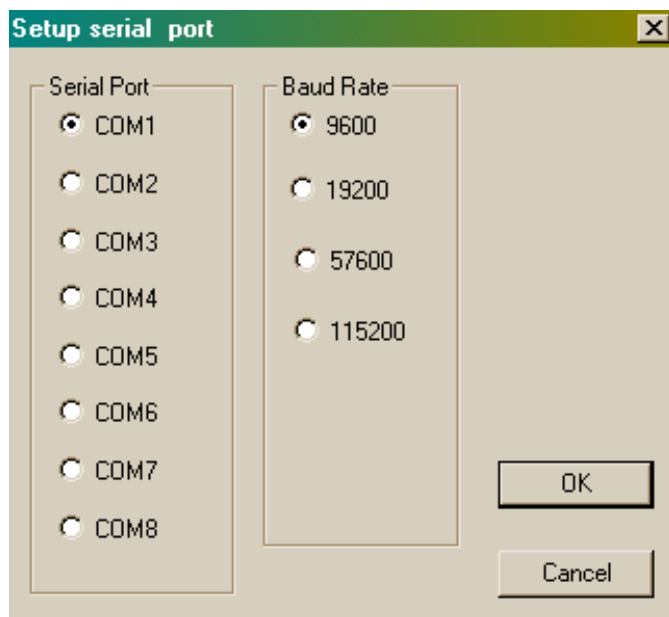 Setup serial port
Serial Port
COM1
COM2
COM3
COM4
COM5
COM6
COM7
COM8
Baud Rate
9600
19200
57600
115200
OK
Cancel